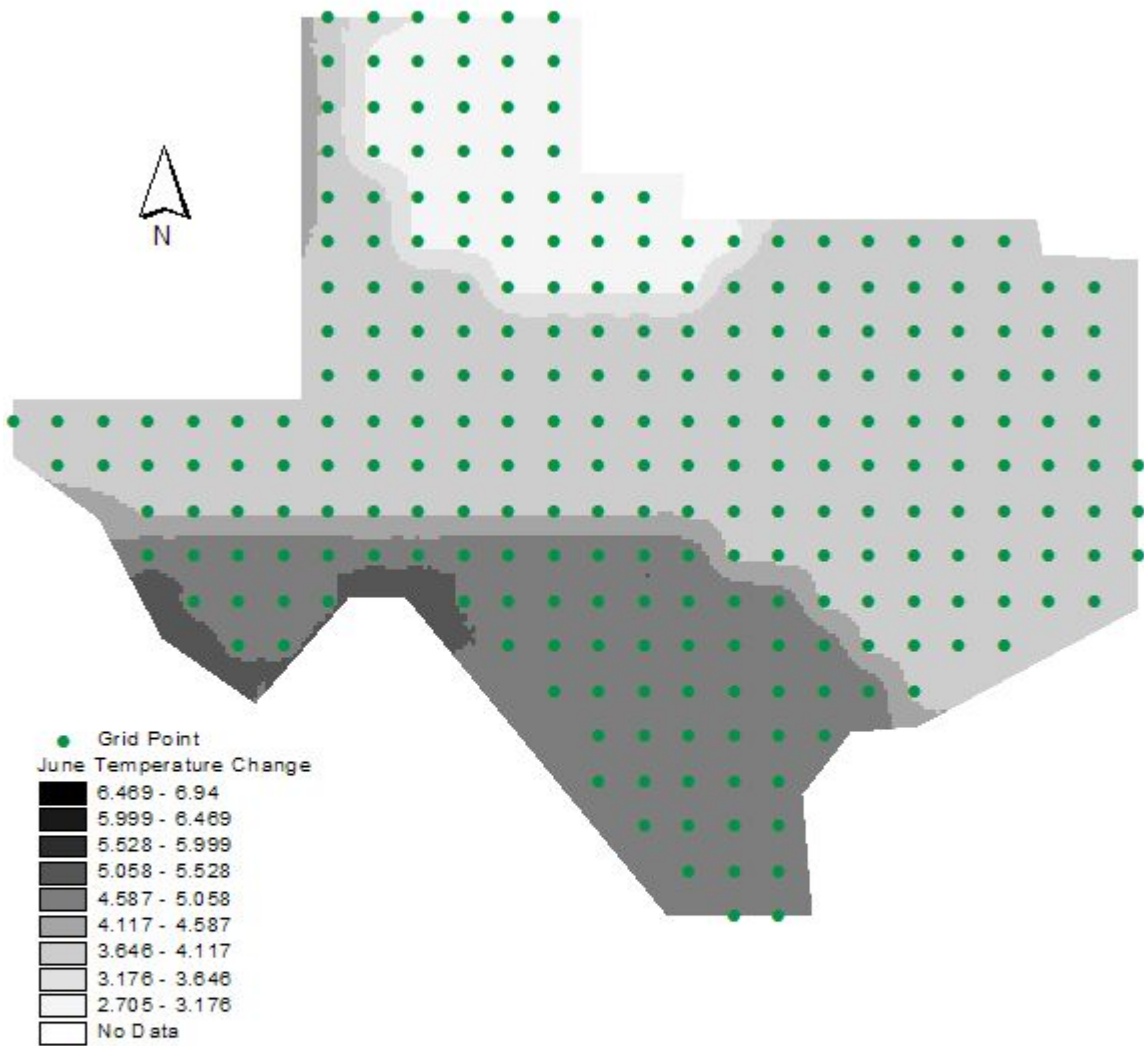 N
Grid Point
June Temperature Change
6.469 - 6.94
5.999 - 6.469
5.528 - 5.999
5.058 - 5.528
4.587 - 5.058
4.117 - 4.587
3.646 - 4.117
3.176 - 3.646
2.705 - 3.176
No Data